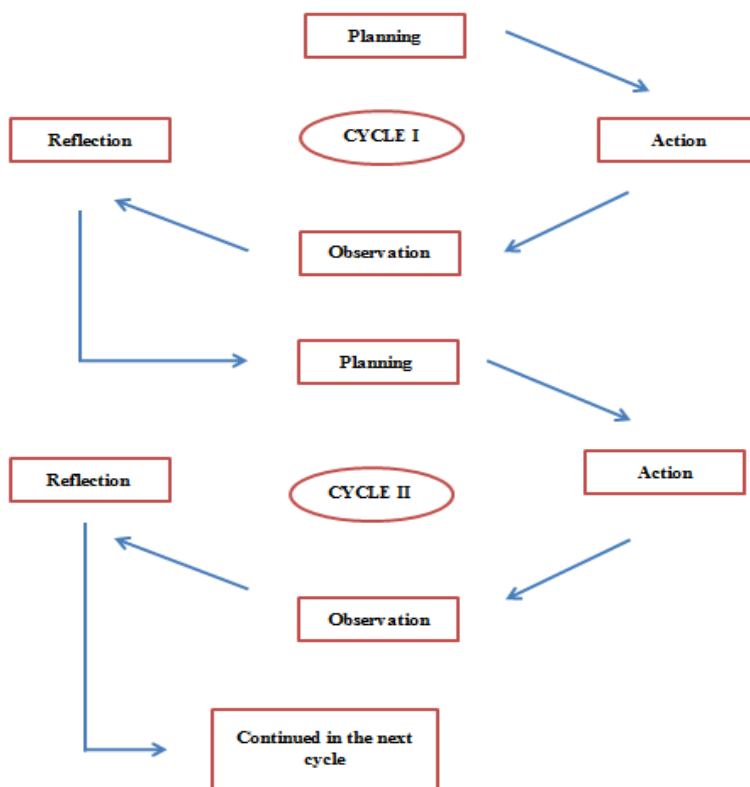 Planning
Reflection
CYCLE I
Action
Observation
Planning
Reflection
CYCLE II
Action
Observation
Continued in the next
cycle